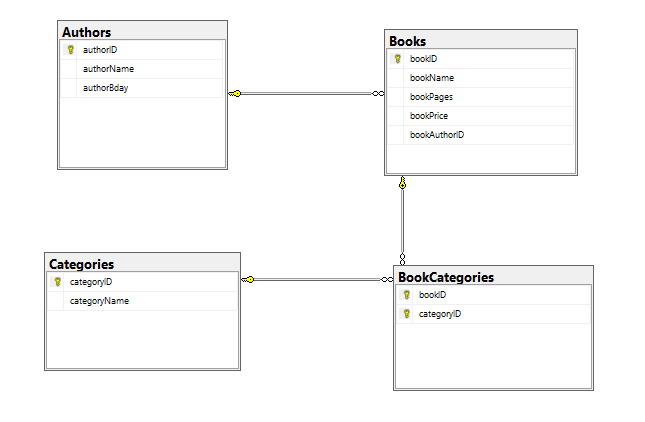 Authors
authorID
authorName
authorBday
Books
bookID
bookName
bookPages
bookPrice
bookAuthorID
Categories
categoryID
categoryName
BookCategories
bookID
categoryID